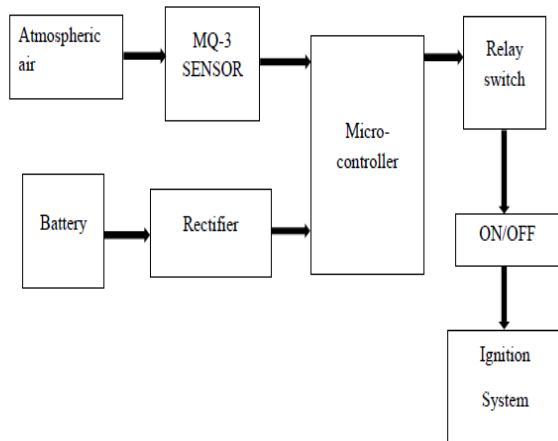 Atmospheric
air
MQ-3
SENSOR
Micro-
controller
Relay
switch
Battery
Rectifier
ON/OFF
Ignition
System